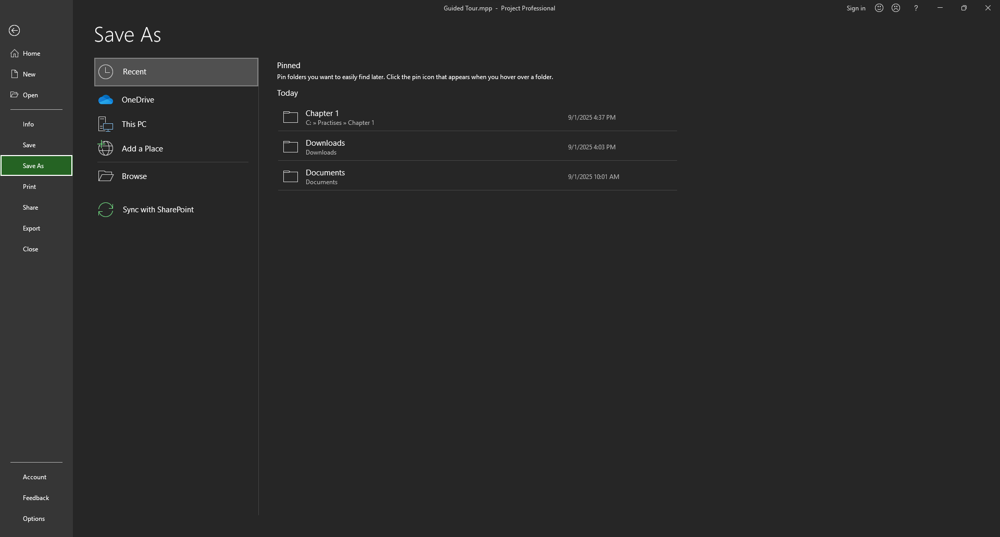 Guided Tour.mpp - Project Professional
Sign in
?
Save As
Home
New
Open
Info
Save
Save As
Print
Share
Export
Close
Account
Feedback
Options
Recent
OneDrive
This PC
Add a Place
Browse
Sync with SharePoint
Pinned
Pin folders you want to easily find later. Click the pin icon that appears when you hover over a folder.
Today
Chapter 1
C: » Practises » Chapter 1
9/1/2025 4:37 PM
Downloads
Downloads
9/1/2025 4:03 PM
Documents
Documents
9/1/2025 10:01 AM